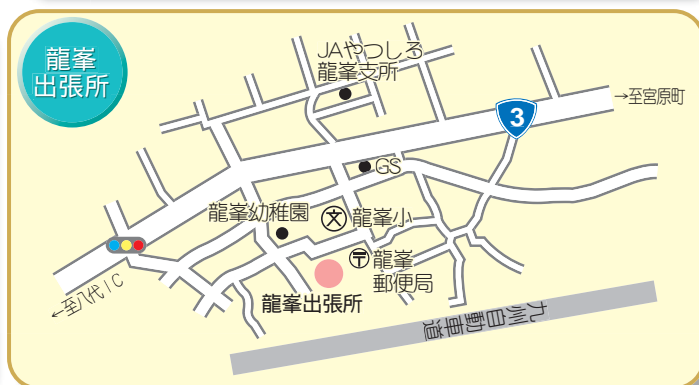 龍峯
出張所
JAやつしろ
龍峯支所
→至宮原町
3
GS
龍峯幼稚園
文 龍峯小
〒龍峯
郵便局
龍峯出張所
←至八代IC
九州自動車道